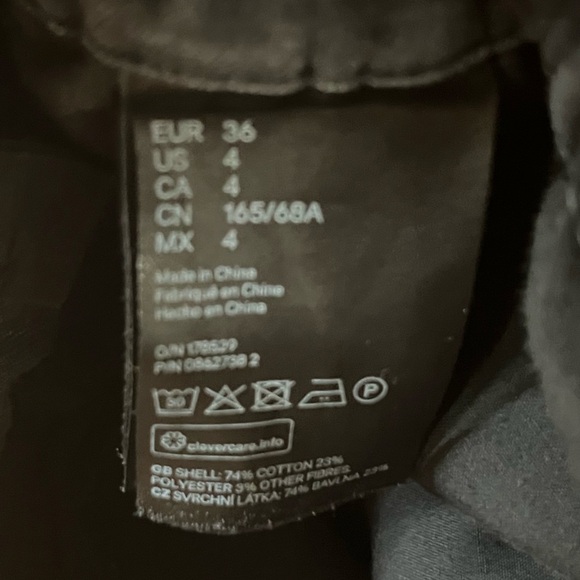 EUR 36
US 4
CA 4
CN 165/68A
MX 4
Made in China
Fabriqué en Chine
Hecho en China
O/N 178529
P/N 0862738 2
30
P
clevercare.info
GB SHELL: 74% COTTON 23%
POLYESTER 3% OTHER FIBRES
CZ SVRCHNÍ LÁTKA: 74% BAVLNA 23%